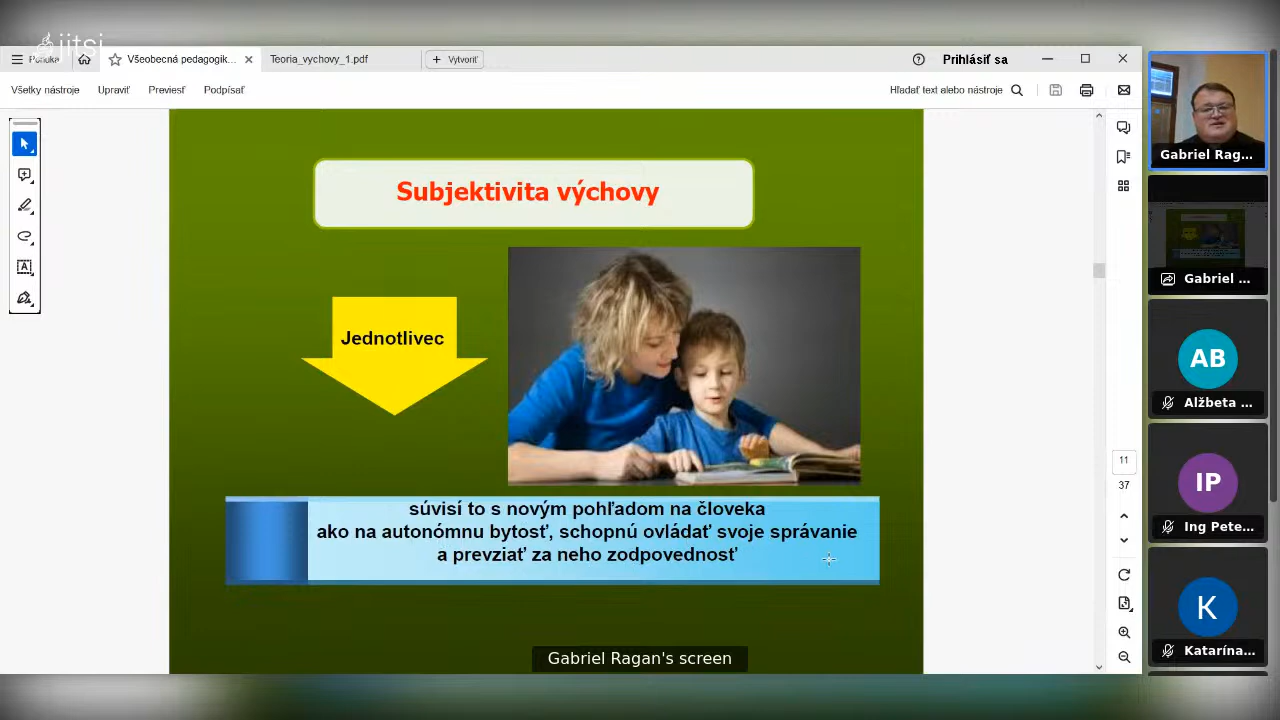 jitsi
Ponuka
Všeobecná pedagogik...
Teoria_vychovy_1.pdf
Vytvoriť
Prihlásiť sa
Všetky nástroje
Upraviť
Previesť
Podpísať
Hľadať text alebo nástroje
Subjektivita výchovy
Jednotlivec
súvisí to s novým pohľadom na človeka
ako na autonómnu bytosť, schopnú ovládať svoje správanie
a prevziať za neho zodpovednosť
11
37
Gabriel Ragan's screen
Gabriel Rag...
Gabriel ...
AB
Alžbeta ...
IP
Ing Pete...
K
Katarína...